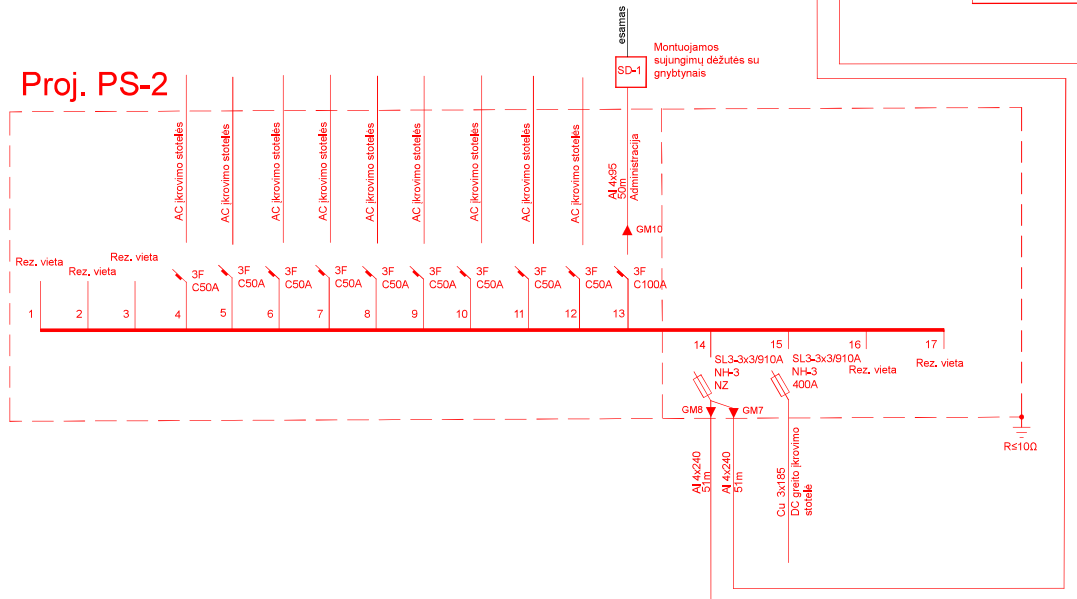 esamas
SD-1
Montuojamos
sujungimų dėžutės su
gnybtynais
Proj. PS-2
AC įkrovimo stotelės
AC įkrovimo stotelės
AC įkrovimo stotelės
AC įkrovimo stotelės
AC įkrovimo stotelės
AC įkrovimo stotelės
AC įkrovimo stotelės
AC įkrovimo stotelės
AC įkrovimo stotelės
Al 4x95
50m
Administracija
GM10
Rez. vieta
Rez. vieta
Rez. vieta
3F
C50A
3F
C50A
3F
C50A
3F
C50A
3F
C50A
3F
C50A
3F
C50A
3F
C50A
3F
C50A
3F
C100A
1
2
3
4
5
6
7
8
9
10
11
12
13
14
15
16
17
SL3-3x3/910A
NH-3
NZ
SL3-3x3/910A
NH-3
400A
Rez. vieta
Rez. vieta
GM8
GM7
Al 4x240
51m
Al 4x240
51m
Cu 3x185
DC greito įkrovimo
stotelė
R≤10Ω